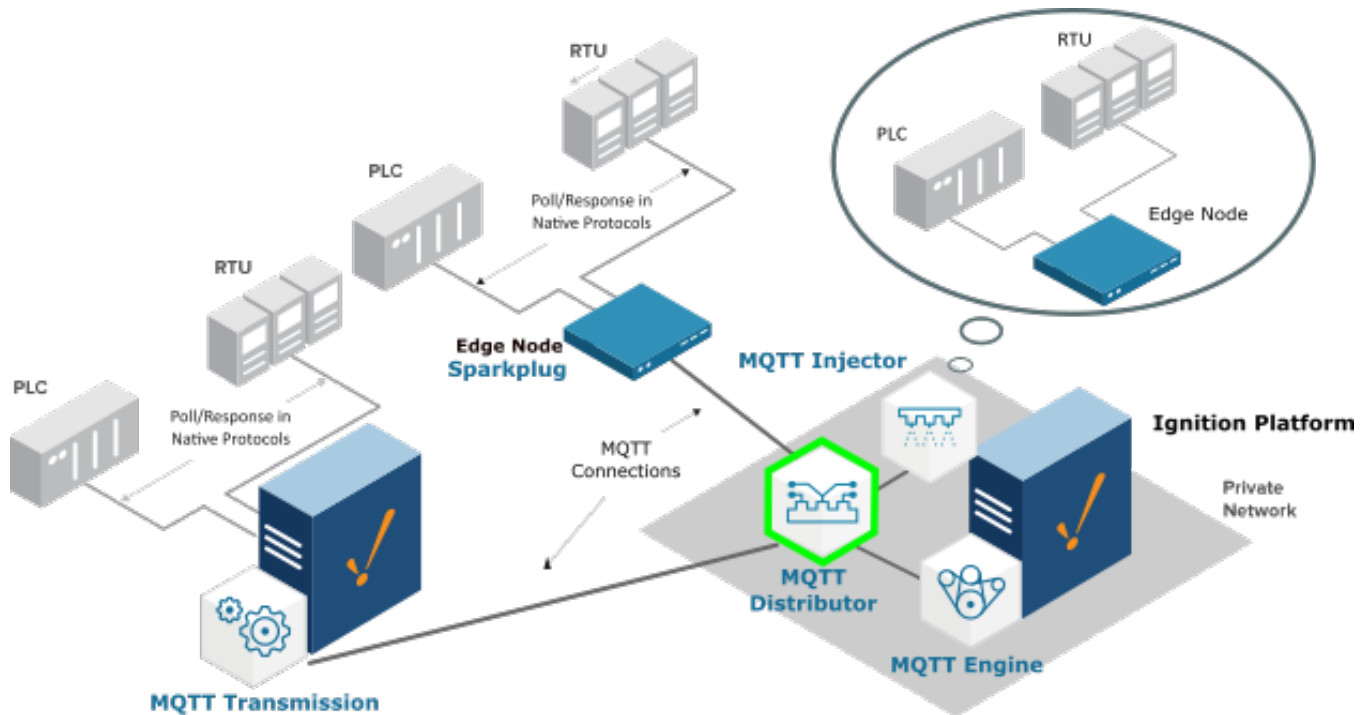 RTU
PLC
Poll/Response in
Native Protocols
RTU
PLC
Edge Node
RTU
PLC
Poll/Response in
Native Protocols
Edge Node
Sparkplug
MQTT Injector
Ignition Platform
MQTT
Connections
Private
Network
MQTT
Distributor
MQTT Engine
MQTT Transmission